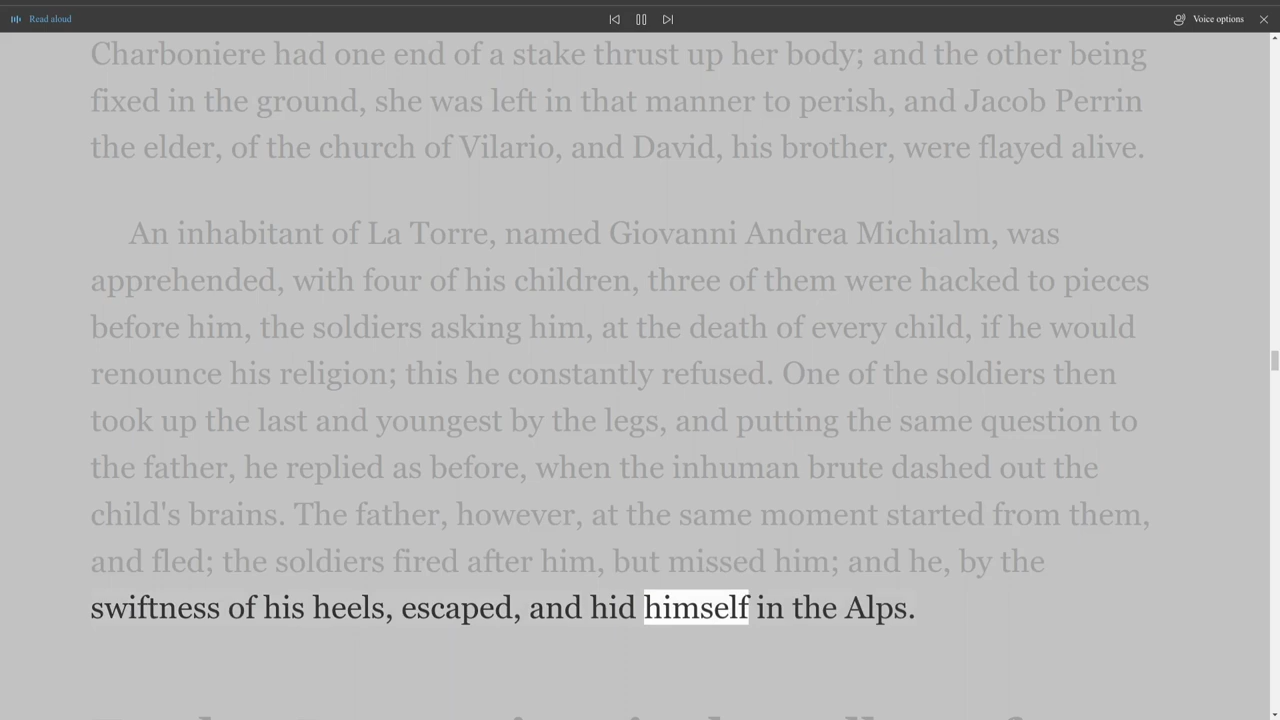 Read aloud
Voice options
Charboniere had one end of a stake thrust up her body; and the other being
fixed in the ground, she was left in that manner to perish, and Jacob Perrin
the elder, of the church of Vilario, and David, his brother, were flayed alive.
An inhabitant of La Torre, named Giovanni Andrea Michialm, was
apprehended, with four of his children, three of them were hacked to pieces
before him, the soldiers asking him, at the death of every child, if he would
renounce his religion; this he constantly refused. One of the soldiers then
took up the last and youngest by the legs, and putting the same question to
the father, he replied as before, when the inhuman brute dashed out the
child's brains. The father, however, at the same moment started from them,
and fled; the soldiers fired after him, but missed him; and he, by the
swiftness of his heels, escaped, and hid himself in the Alps.